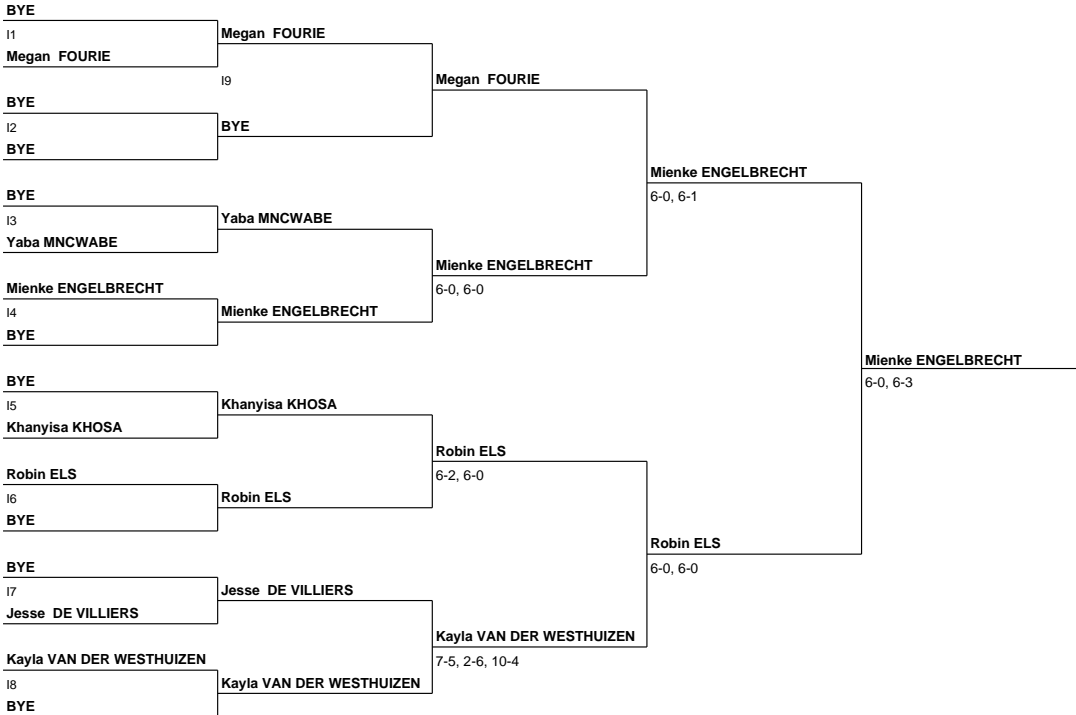 BYE
I1
Megan FOURIE
Megan FOURIE
I9
Megan FOURIE
BYE
I2
BYE
BYE
Mienke ENGELBRECHT
6-0, 6-1
BYE
I3
Yaba MNCWABE
Yaba MNCWABE
Mienke ENGELBRECHT
6-0, 6-0
Mienke ENGELBRECHT
I4
BYE
Mienke ENGELBRECHT
Mienke ENGELBRECHT
6-0, 6-3
BYE
I5
Khanyisa KHOSA
Khanyisa KHOSA
Robin ELS
6-2, 6-0
Robin ELS
I6
BYE
Robin ELS
Robin ELS
6-0, 6-0
BYE
I7
Jesse DE VILLIERS
Jesse DE VILLIERS
Kayla VAN DER WESTHUIZEN
7-5, 2-6, 10-4
Kayla VAN DER WESTHUIZEN
I8
BYE
Kayla VAN DER WESTHUIZEN